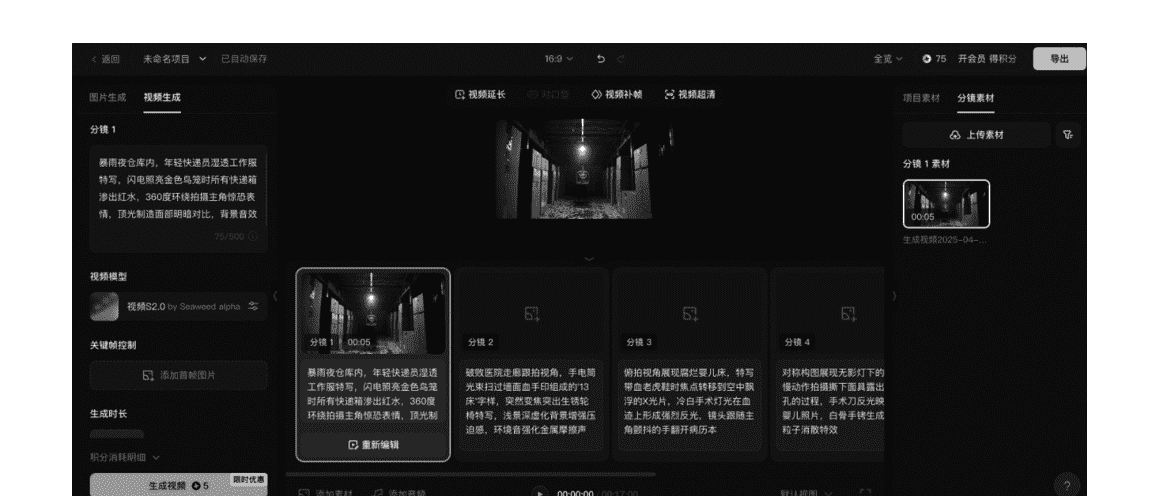 返回
未命名项目
已自动保存
16:9
全览
75
开会员 得积分
导出
图片生成
视频生成
分镜 1
暴雨夜仓库内，年轻快递员湿透工作服
特写，闪电照亮金色鸟笼时所有快递箱
渗出红水，360度环绕拍摄主角惊恐表
情，顶光制造面部明暗对比，背景音效
75/500
视频模型
视频S2.0 by Seaweed alpha
关键帧控制
添加首帧图片
生成时长
积分消耗明细
生成视频 5
限时优惠
视频延长
对口型
视频补帧
视频超清
分镜 1
00:05
暴雨夜仓库内，年轻快递员湿透
工作服特写，闪电照亮金色鸟笼
时所有快递箱渗出红水，360度
环绕拍摄主角惊恐表情，顶光制
重新编辑
分镜 2
破败医院走廊跟拍视角，手电筒
光束扫过墙面血手印组成的'13
床'字样，突然变焦突出生锈轮
椅特写，浅景深虚化背景增强压
迫感，环境音强化金属摩擦声
分镜 3
俯拍视角展现腐烂婴儿床，特写
带血老虎鞋时焦点转移到空中飘
浮的X光片，冷白手术灯光在血
迹上形成强烈反光，镜头跟随主
角颤抖的手翻开病历本
分镜 4
对称构图展现无影灯下的
慢动作拍摄撕下面具露出
孔的过程，手术刀反光映
婴儿照片，白骨手铐生成
粒子消散特效
添加素材
添加音频
00:00:00
00:17:00
默认视图
项目素材
分镜素材
上传素材
分镜 1 素材
00:05
生成视频2025-04-...